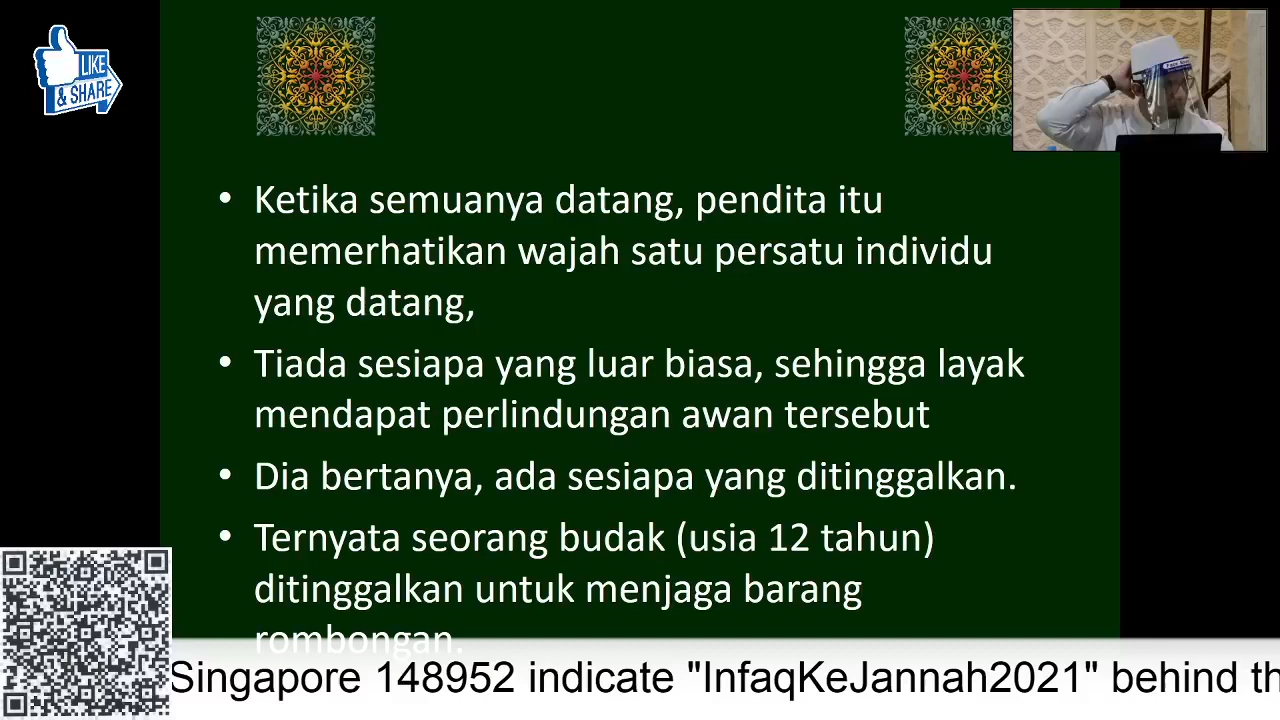 LIKE
& SHARE
• Ketika semuanya datang, pendita itu
memerhatikan wajah satu persatu individu
yang datang,
• Tiada sesiapa yang luar biasa, sehingga layak
mendapat perlindungan awan tersebut
• Dia bertanya, ada sesiapa yang ditinggalkan.
• Ternyata seorang budak (usia 12 tahun)
ditinggalkan untuk menjaga barang
rombongan.
Singapore 148952 indicate "InfaqKeJannah2021" behind th